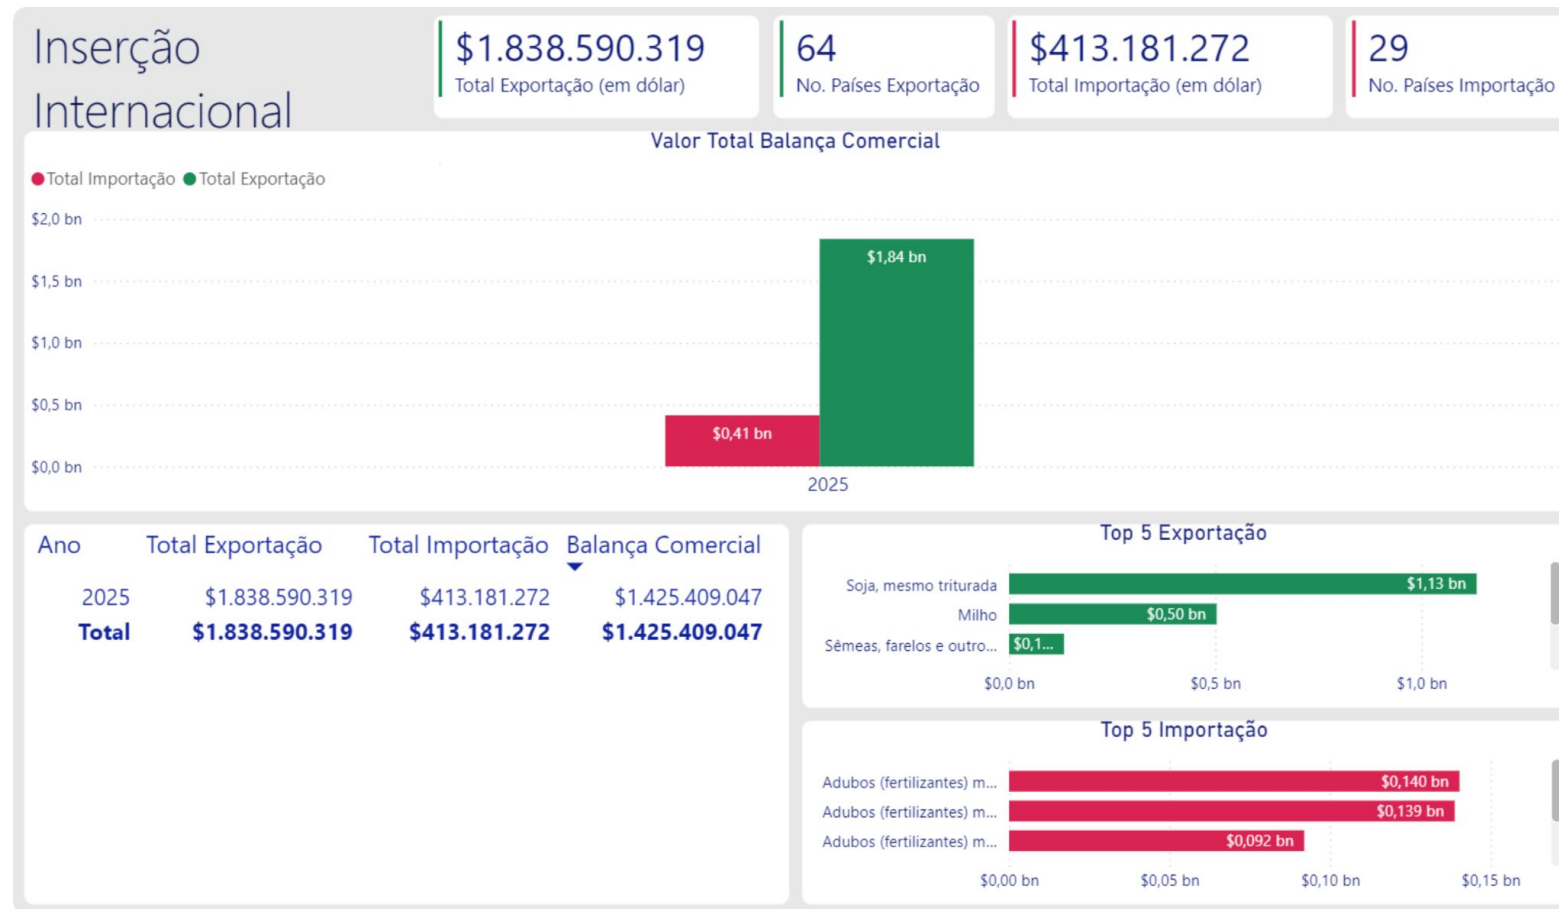 Inserção
Internacional
$1.838.590.319
Total Exportação (em dólar)
64
No. Países Exportação
$413.181.272
Total Importação (em dólar)
29
No. Países Importação
Valor Total Balança Comercial
Total Importação Total Exportação
$2,0 bn
$1,5 bn
$1,0 bn
$0,5 bn
$0,0 bn
$1,84 bn
$0,41 bn
2025
Ano Total Exportação Total Importação Balança Comercial
2025 $1.838.590.319 $413.181.272 $1.425.409.047
Total $1.838.590.319 $413.181.272 $1.425.409.047
Top 5 Exportação
Soja, mesmo triturada $1,13 bn
Milho $0,50 bn
Sêmeas, farelos e outro... $0,1...
$0,0 bn $0,5 bn $1,0 bn
Top 5 Importação
Adubos (fertilizantes) m... $0,140 bn
Adubos (fertilizantes) m... $0,139 bn
Adubos (fertilizantes) m... $0,092 bn
$0,00 bn $0,05 bn $0,10 bn $0,15 bn